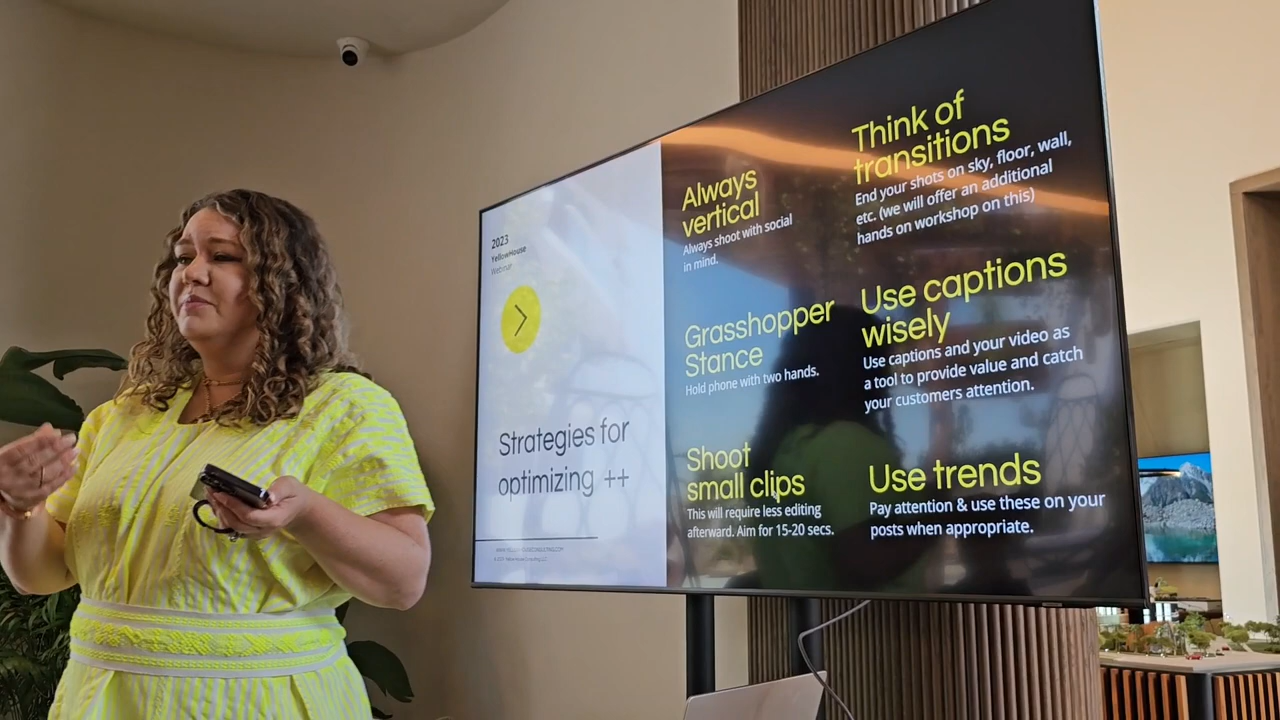 2023
YellowHouse
Webinar
Strategies for
optimizing ++
Always
vertical
Always shoot with social
in mind.
Grasshopper
Stance
Hold phone with two hands.
Shoot
small clips
This will require less editing
afterward. Aim for 15-20 secs.
Think of
transitions
End your shots on sky, floor, wall,
etc. (we will offer an additional
hands on workshop on this)
Use captions
wisely
Use captions and your video as
a tool to provide value and catch
your customers attention.
Use trends
Pay attention & use these on your
posts when appropriate.